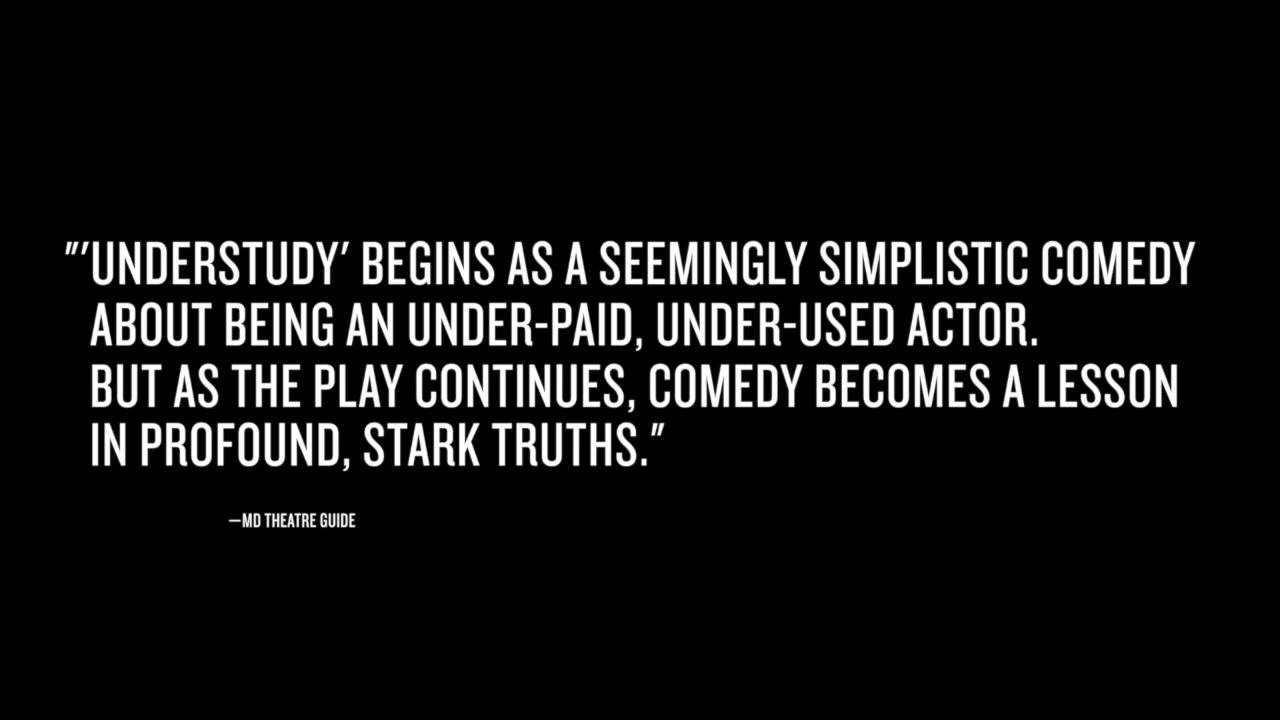 "'UNDERSTUDY' BEGINS AS A SEEMINGLY SIMPLISTIC COMEDY
ABOUT BEING AN UNDER-PAID, UNDER-USED ACTOR.
BUT AS THE PLAY CONTINUES, COMEDY BECOMES A LESSON
IN PROFOUND, STARK TRUTHS."
—MD THEATRE GUIDE